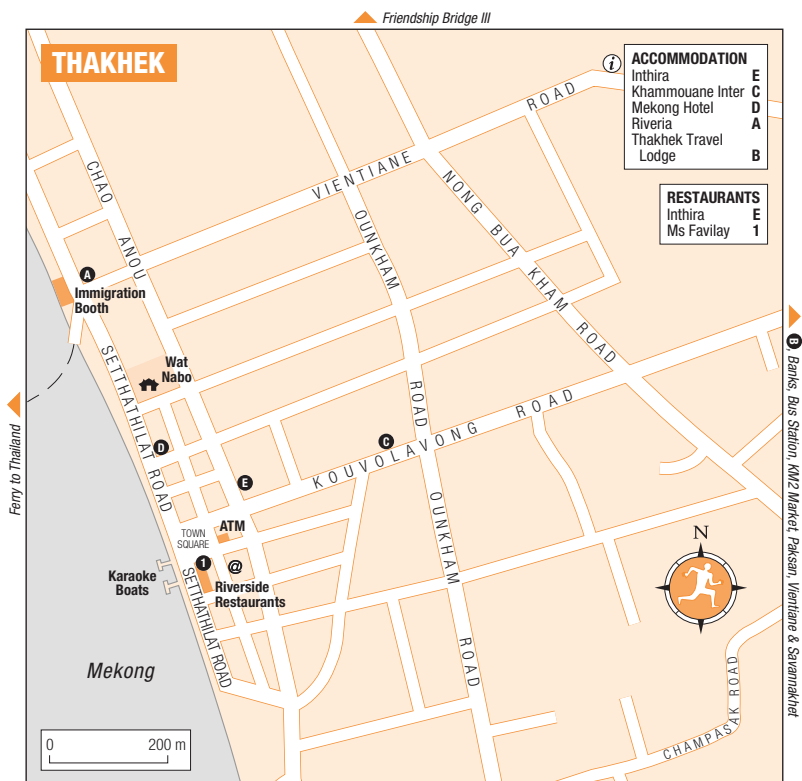 Friendship Bridge III
THAKHEK
i
ACCOMMODATION
Inthira E
Khammouane Inter C
Mekong Hotel D
Riveria A
Thakhek Travel
Lodge B
RESTAURANTS
Inthira E
Ms Favilay 1
VIENTIANE ROAD
CHAO ANOU
OUNKHAM ROAD
NONG BUA KHAM ROAD
A
Immigration
Booth
SETTHATHILAT ROAD
Wat
Nabo
Ferry to Thailand
B, Banks, Bus Station, KM2 Market, Paksan, Vientiane & Savannakhet
D
C
KOUVOLAVONG ROAD
E
OUNKHAM ROAD
ATM
TOWN
SQUARE
1
@
Riverside
Restaurants
Karaoke
Boats
SETTHATHILAT ROAD
N
Mekong
CHAMPASAK ROAD
0 200 m